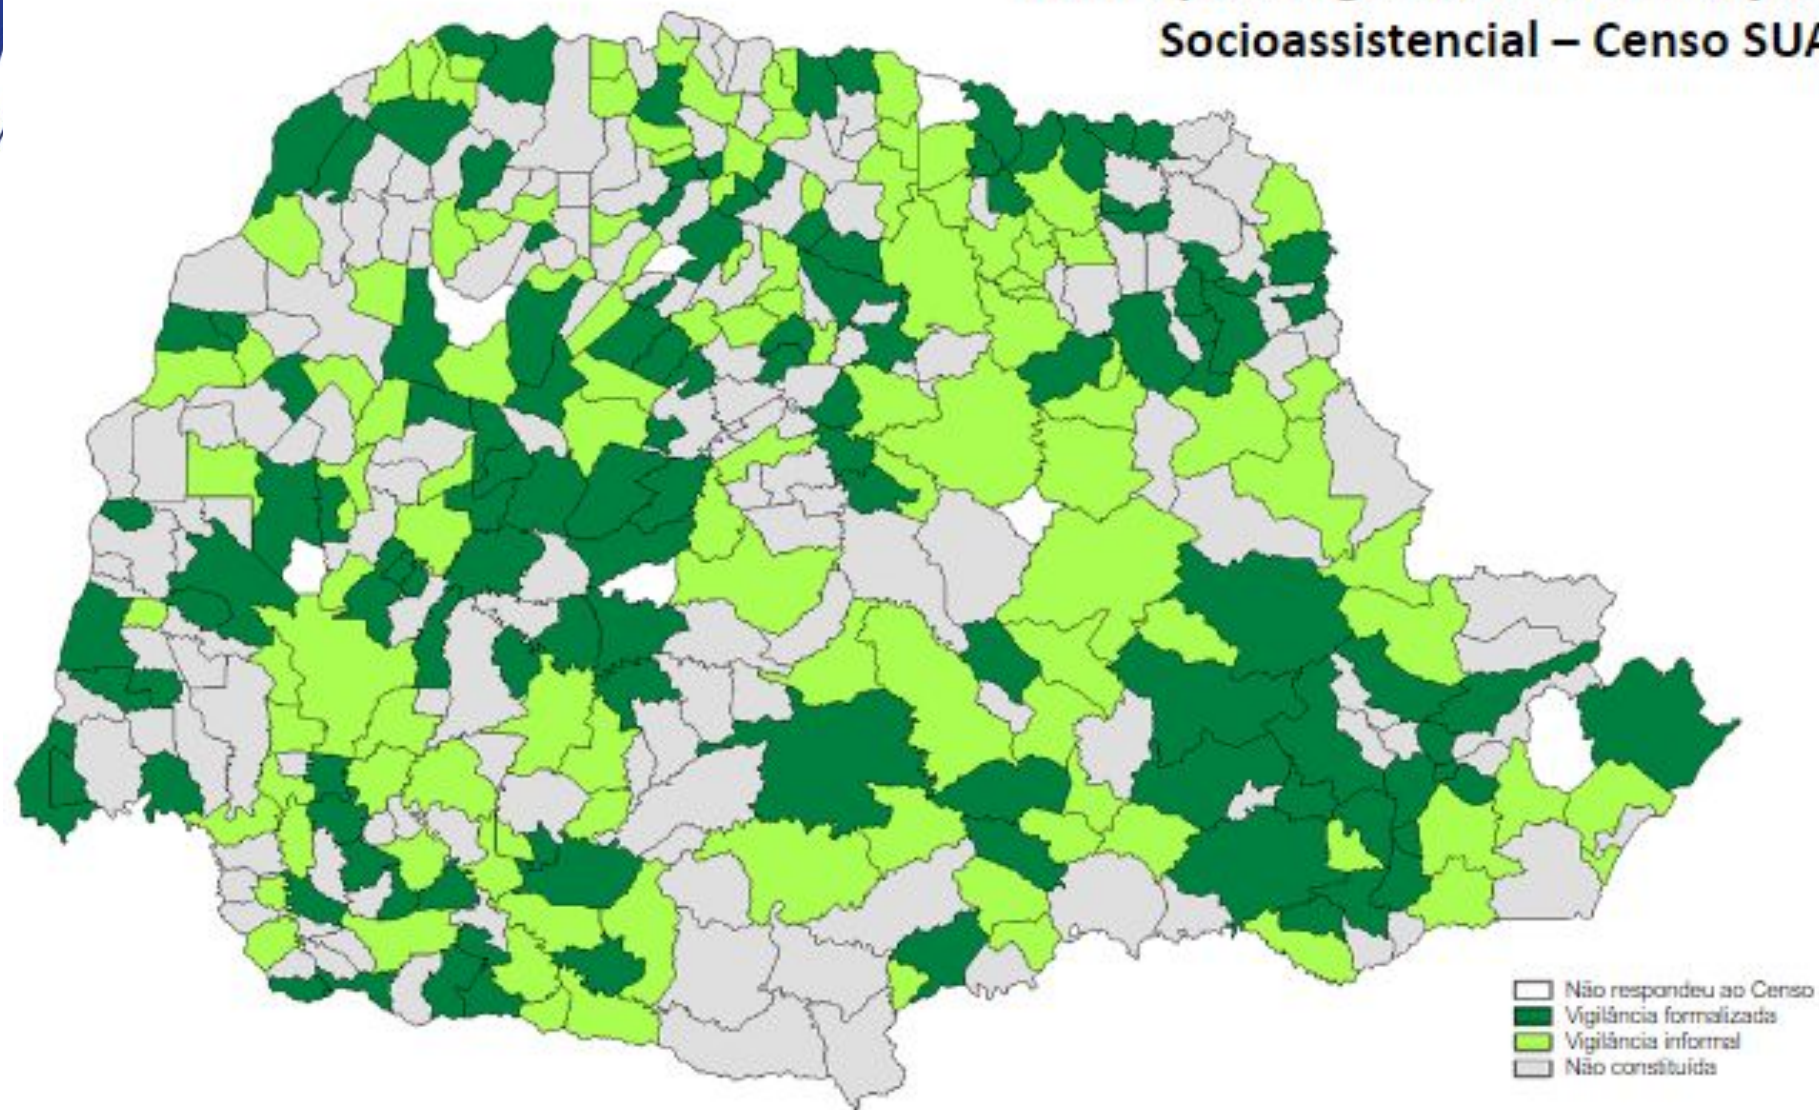 Socioassistencial – Censo SUA
Não respondeu ao Censo
Vigilância formalizada
Vigilância informal
Não constituída